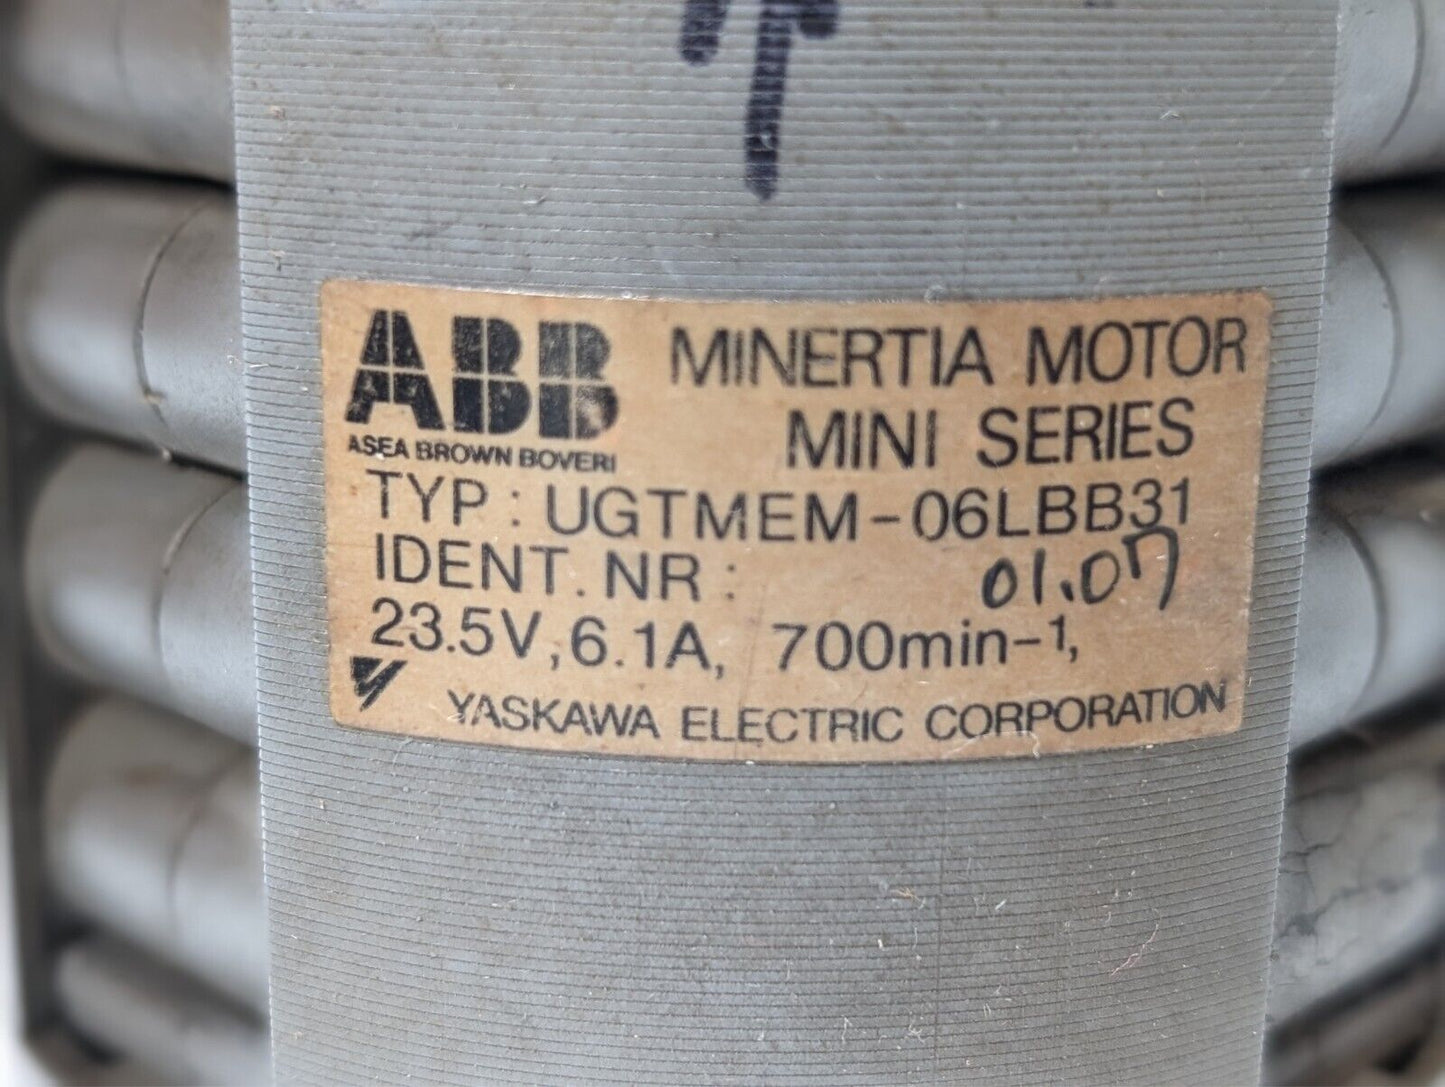 ABB MINERTIA MOTOR
ASEA BROWN BOVERI MINI SERIES
TYP : UGTMEM-06LBB31
IDENT. NR : 01.07
23.5V, 6.1A, 700min-1,
YASKAWA ELECTRIC CORPORATION